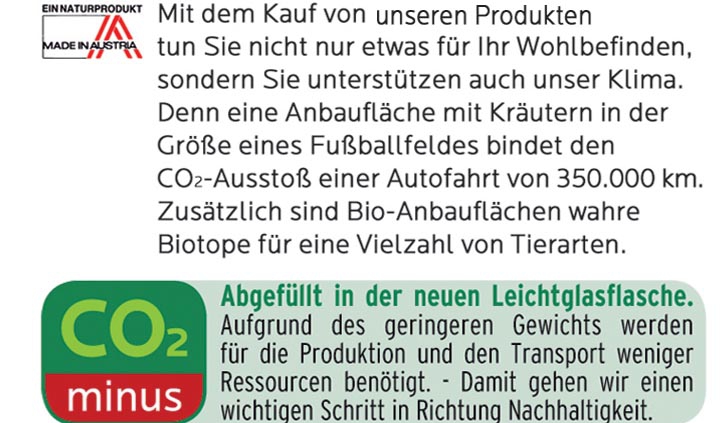 EIN NATURPRODUKT
MADE IN AUSTRIA
Mit dem Kauf von unseren Produkten
tun Sie nicht nur etwas für Ihr Wohlbefinden,
sondern Sie unterstützen auch unser Klima.
Denn eine Anbaufläche mit Kräutern in der
Größe eines Fußballfeldes bindet den
CO₂-Ausstoß einer Autofahrt von 350.000 km.
Zusätzlich sind Bio-Anbauflächen wahre
Biotope für eine Vielzahl von Tierarten.
CO₂
minus
Abgefüllt in der neuen Leichtglasflasche.
Aufgrund des geringeren Gewichts werden
für die Produktion und den Transport weniger
Ressourcen benötigt. - Damit gehen wir einen
wichtigen Schritt in Richtung Nachhaltigkeit.